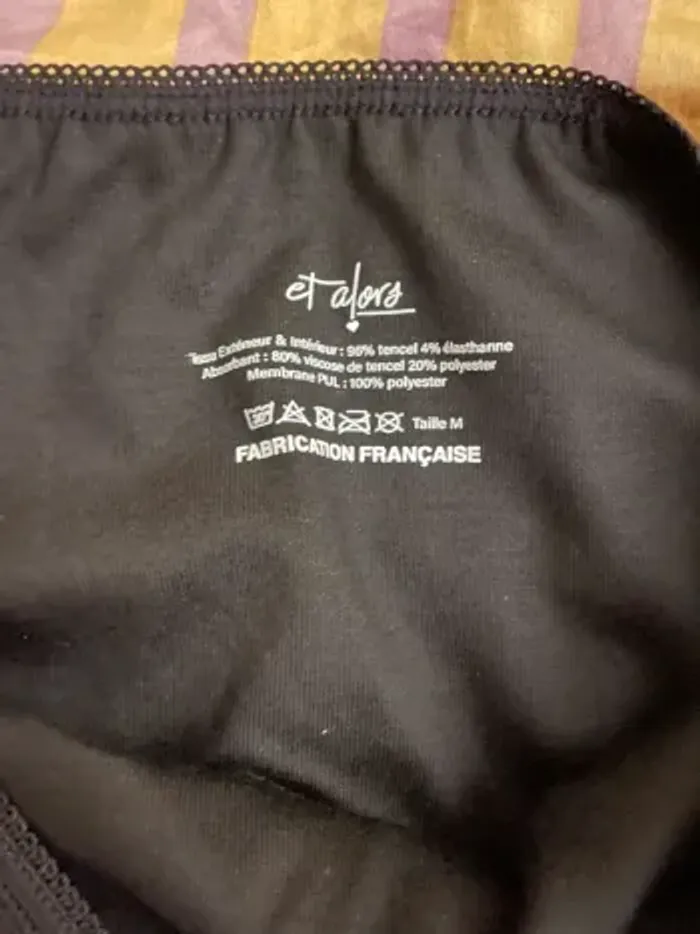 et alors
Tissu Extérieur & Intérieur : 96% tencel 4% élasthanne
Absorbant : 80% viscose de tencel 20% polyester
Membrane PUL : 100% polyester
30° Taille M
FABRICATION FRANÇAISE